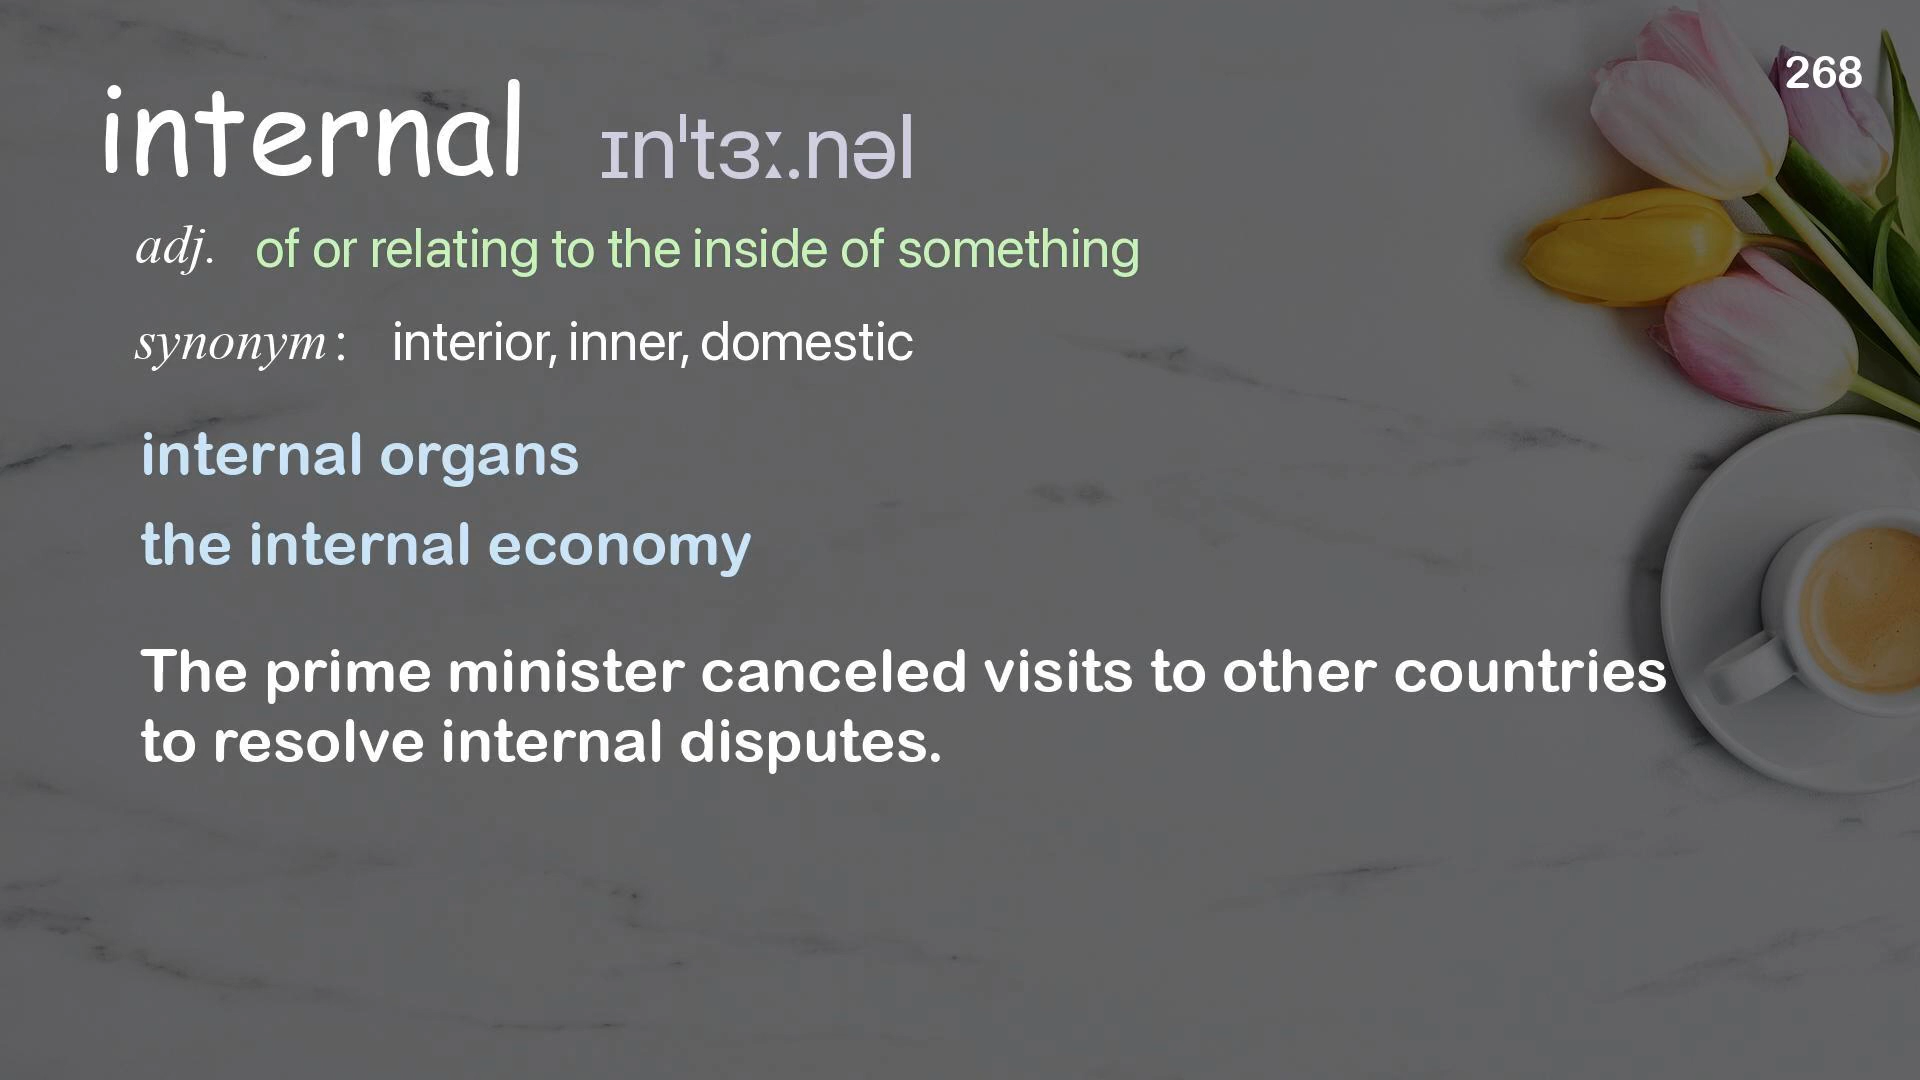 268
internal ɪnˈtɜː.nəl
adj. of or relating to the inside of something
synonym: interior, inner, domestic
internal organs
the internal economy
The prime minister canceled visits to other countries
to resolve internal disputes.